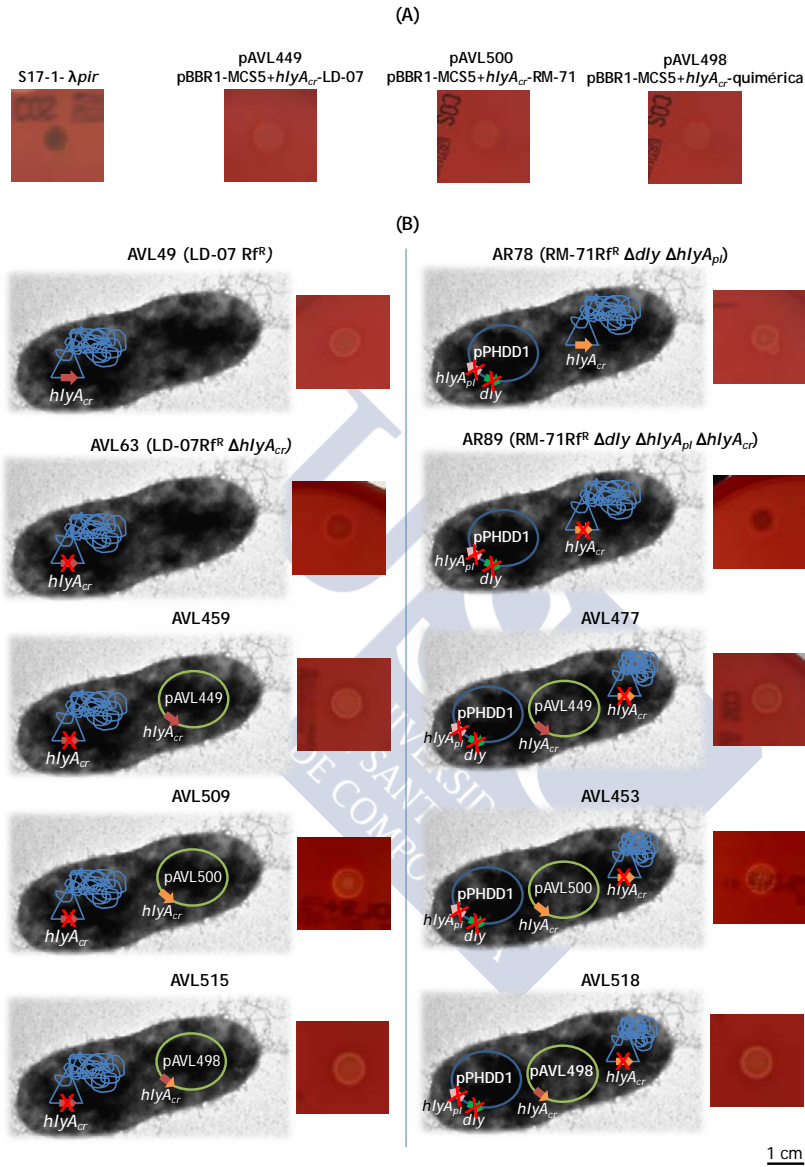 (A)
S17-1- λpir
pAVL449
pBBR1-MCS5+hlyAcr-LD-07
pAVL500
pBBR1-MCS5+hlyAcr-RM-71
pAVL498
pBBR1-MCS5+hlyAcr-quimérica
COS
COS
COS
(B)
AVL49 (LD-07 RfR)
hlyAcr
AR78 (RM-71RfR Δdly ΔhlyApl)
pPHDD1
hlyApl
dly
hlyAcr
AVL63 (LD-07RfR ΔhlyAcr)
hlyAcr
AR89 (RM-71RfR Δdly ΔhlyApl ΔhlyAcr)
pPHDD1
hlyApl
dly
hlyAcr
AVL459
pAVL449
hlyAcr
hlyAcr
AVL477
pPHDD1
pAVL449
hlyApl
dly
hlyAcr
hlyAcr
AVL509
pAVL500
hlyAcr
hlyAcr
AVL453
pPHDD1
pAVL500
hlyApl
dly
hlyAcr
hlyAcr
AVL515
pAVL498
hlyAcr
hlyAcr
AVL518
pPHDD1
pAVL498
hlyApl
dly
hlyAcr
hlyAcr
1 cm